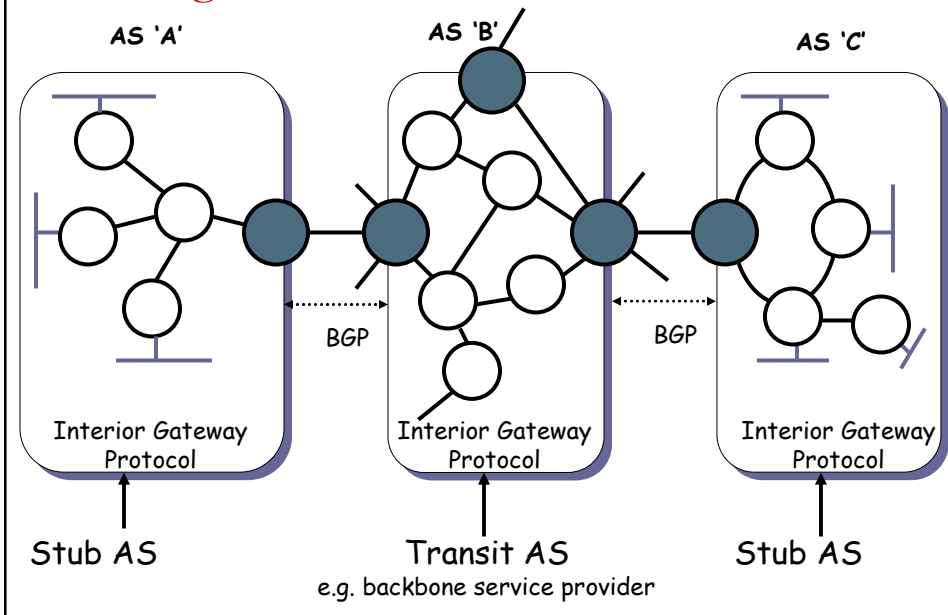 AS ‘A’
AS ‘B’
AS ‘C’
BGP
BGP
Interior Gateway
Protocol
Interior Gateway
Protocol
Interior Gateway
Protocol
Stub AS
Transit AS
e.g. backbone service provider
Stub AS